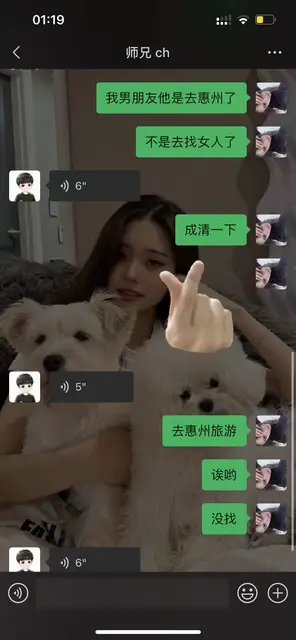 01:19
师兄 ch
我男朋友他是去惠州了
不是去找女人了
6"
成清一下
5"
去惠州旅游
诶哟
没找
6"